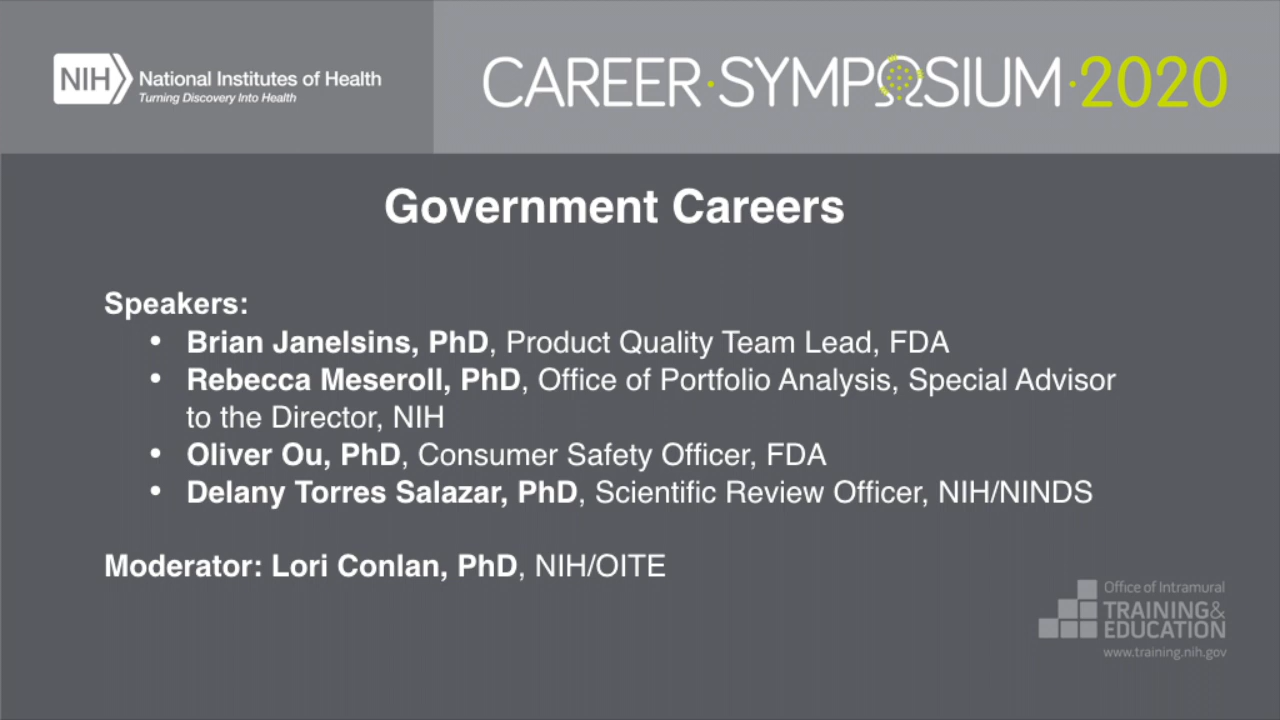 NIH National Institutes of Health
Turning Discovery Into Health
CAREER·SYMPOSIUM·2020
Government Careers
Speakers:
• Brian Janelsins, PhD, Product Quality Team Lead, FDA
• Rebecca Meseroll, PhD, Office of Portfolio Analysis, Special Advisor
to the Director, NIH
• Oliver Ou, PhD, Consumer Safety Officer, FDA
• Delany Torres Salazar, PhD, Scientific Review Officer, NIH/NINDS
Moderator: Lori Conlan, PhD, NIH/OITE
Office of Intramural
TRAINING&
EDUCATION
www.training.nih.gov